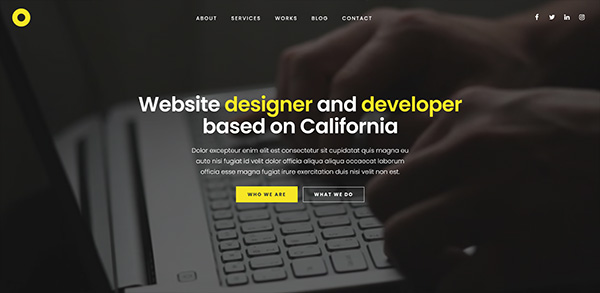 ABOUT SERVICES WORKS BLOG CONTACT
Website designer and developer
based on California
Dolor excepteur enim elit est consectetur sit cupidatat quis magna eu
aute nisi fugiat id velit dolor officia aliqua aliqua occaecat laborum
officia esse magna fugiat irure exercitation duis nisi velit non est.
WHO WE ARE WHAT WE DO